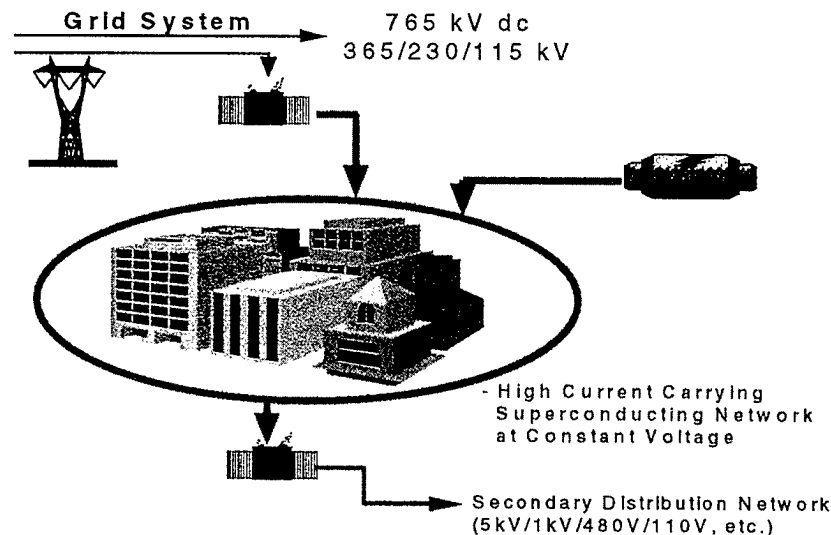 Grid System
765 kV dc
365/230/115 kV
- High Current Carrying
Superconducting Network
at Constant Voltage
Secondary Distribution Network
(5kV/1kV/480V/110V, etc.)